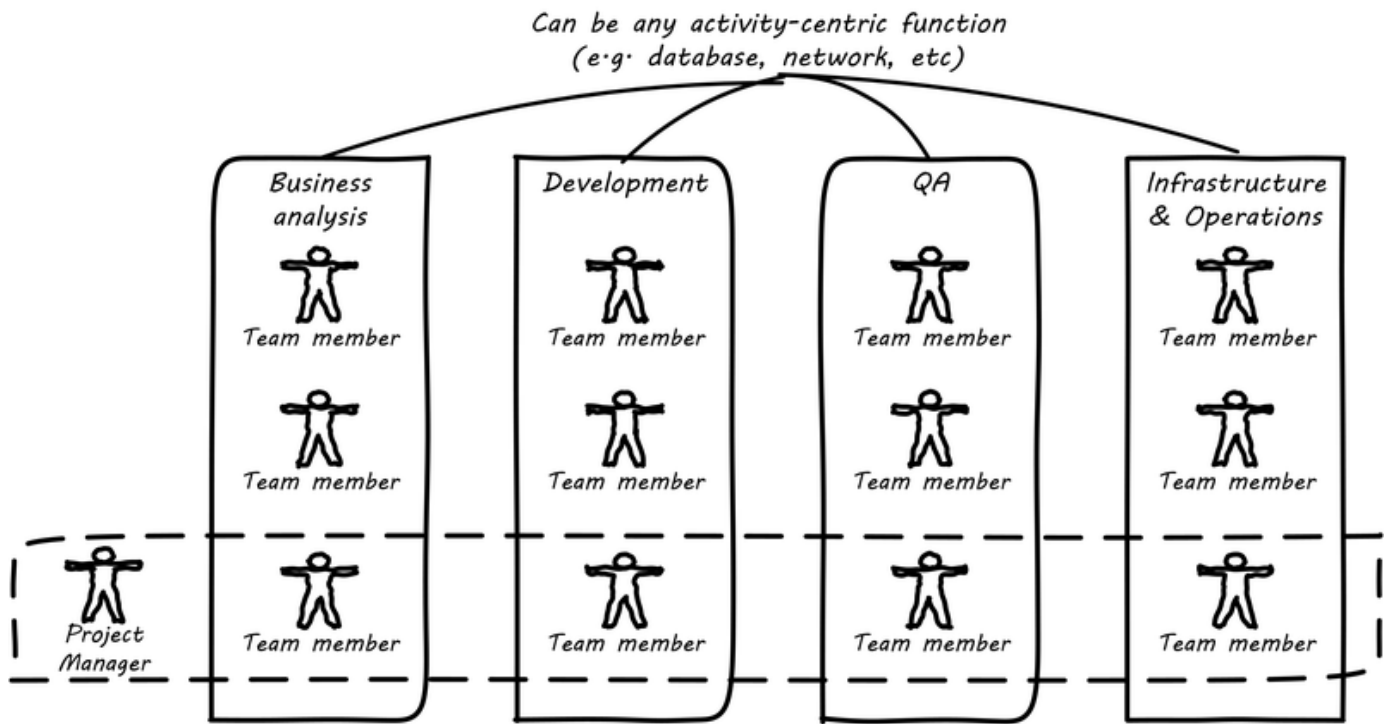 Can be any activity-centric function
(e.g. database, network, etc)
Business
analysis
Team member
Team member
Team member
Development
Team member
Team member
Team member
QA
Team member
Team member
Team member
Infrastructure
& Operations
Team member
Team member
Team member
Project
Manager